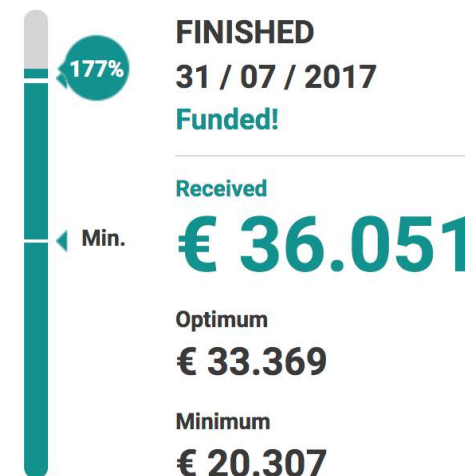 177%
Min.
FINISHED
31 / 07 / 2017
Funded!
Received
€ 36.051
Optimum
€ 33.369
Minimum
€ 20.307